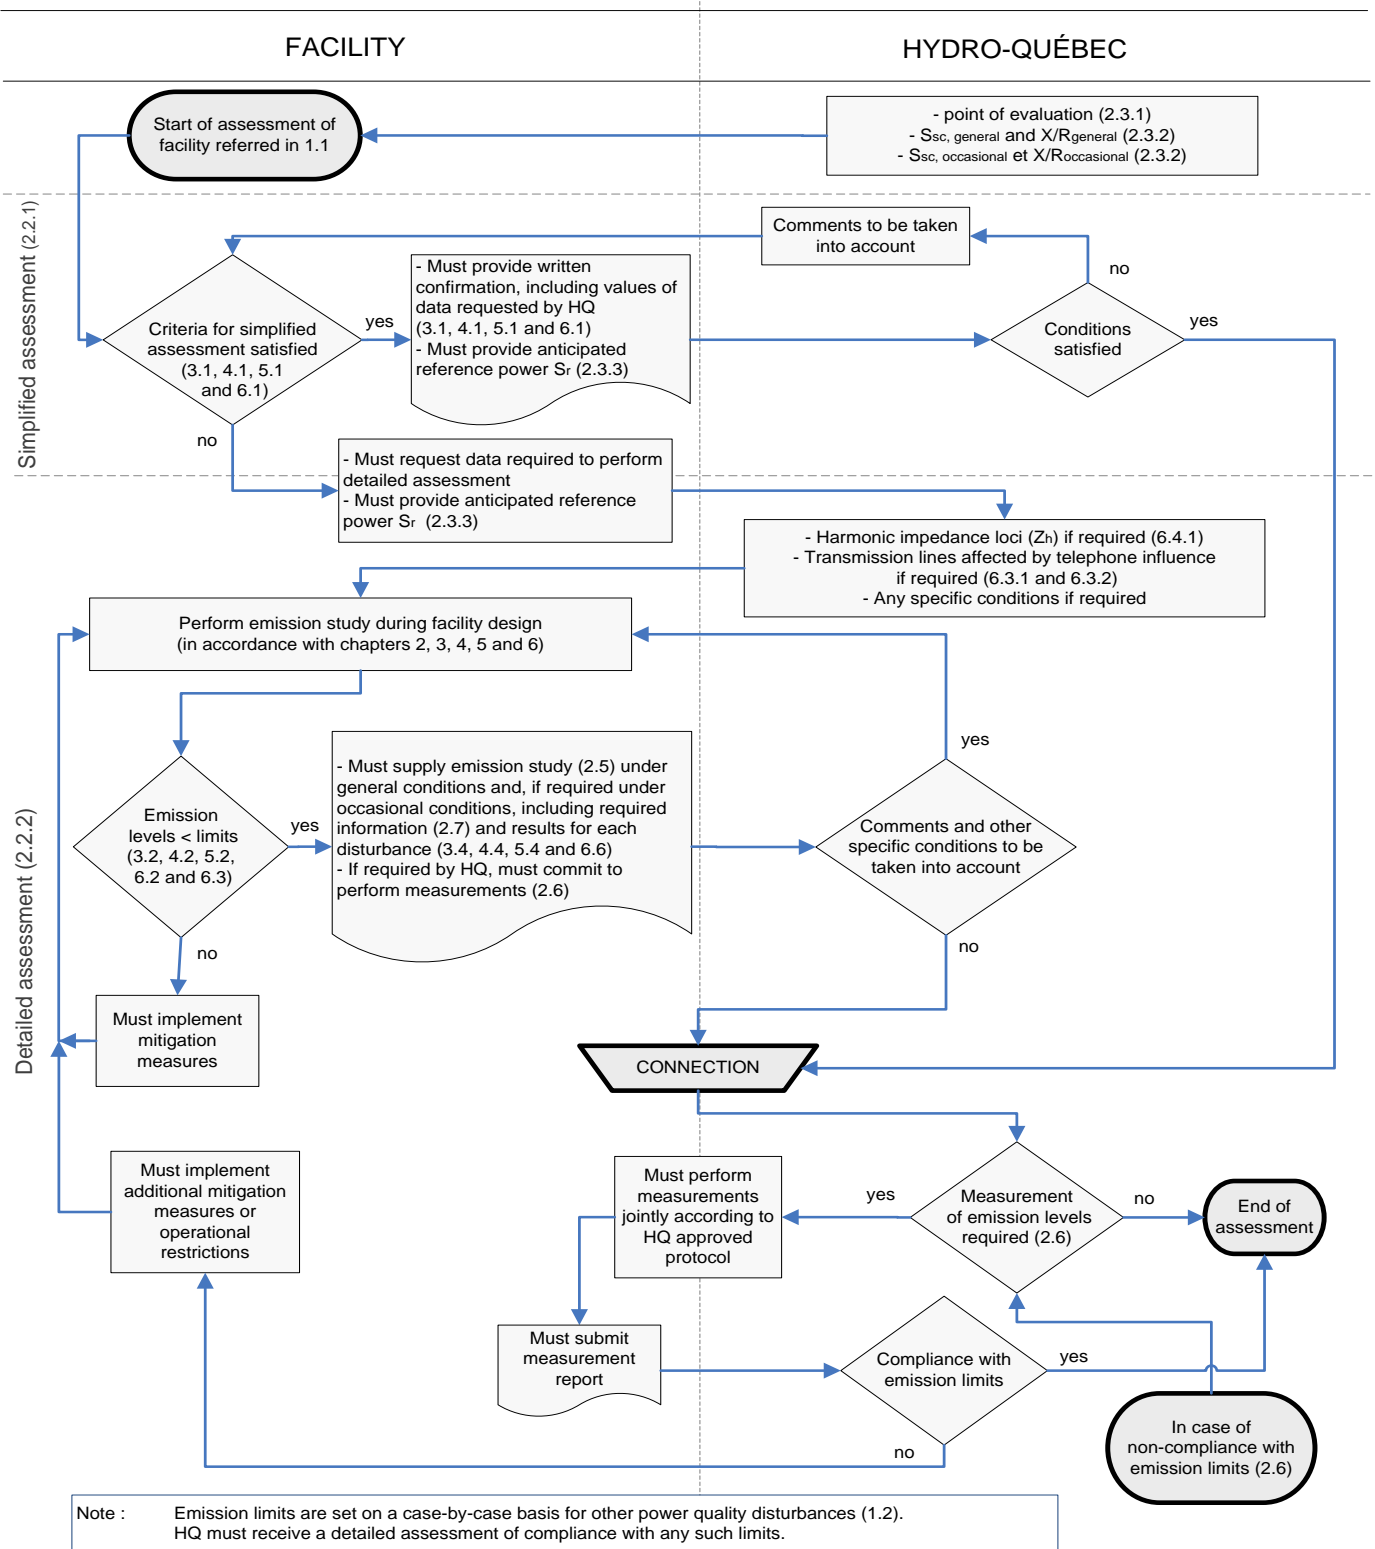 FACILITY
HYDRO-QUÉBEC
Start of assessment of
facility referred in 1.1
- point of evaluation (2.3.1)
- Ssc, general and X/Rgeneral (2.3.2)
- Ssc, occasional et X/Roccasional (2.3.2)
Simplified assessment (2.2.1)
Comments to be taken
into account
no
Criteria for simplified
assessment satisfied
(3.1, 4.1, 5.1
and 6.1)
yes
- Must provide written
confirmation, including values of
data requested by HQ
(3.1, 4.1, 5.1 and 6.1)
- Must provide anticipated
reference power Sr (2.3.3)
Conditions
satisfied
yes
no
- Must request data required to perform
detailed assessment
- Must provide anticipated reference
power Sr (2.3.3)
- Harmonic impedance loci (Zh) if required (6.4.1)
- Transmission lines affected by telephone influence
if required (6.3.1 and 6.3.2)
- Any specific conditions if required
Detailed assessment (2.2.2)
Perform emission study during facility design
(in accordance with chapters 2, 3, 4, 5 and 6)
yes
Emission
levels < limits
(3.2, 4.2, 5.2,
6.2 and 6.3)
yes
- Must supply emission study (2.5) under
general conditions and, if required under
occasional conditions, including required
information (2.7) and results for each
disturbance (3.4, 4.4, 5.4 and 6.6)
- If required by HQ, must commit to
perform measurements (2.6)
Comments and other
specific conditions to be
taken into account
no
no
Must implement
mitigation
measures
CONNECTION
Must implement
additional mitigation
measures or
operational
restrictions
Must perform
measurements
jointly according to
HQ approved
protocol
yes
Measurement
of emission levels
required (2.6)
no
End of
assessment
Must submit
measurement
report
Compliance with
emission limits
yes
no
In case of
non-compliance with
emission limits (2.6)
Note : Emission limits are set on a case-by-case basis for other power quality disturbances (1.2).
HQ must receive a detailed assessment of compliance with any such limits.